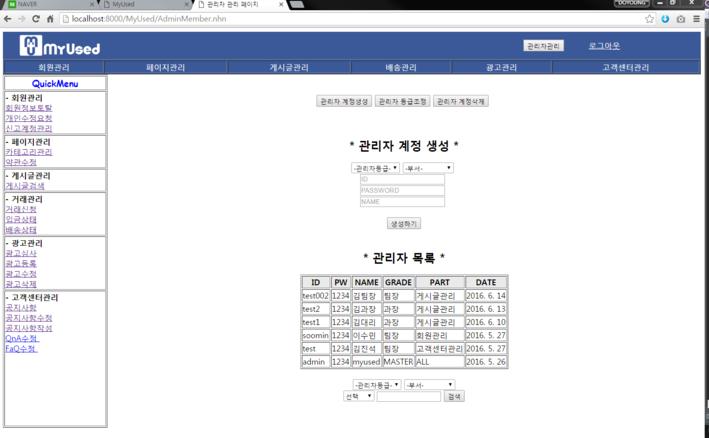 NAVER
MyUsed
관리자 관리 페이지
DOYOUNG
localhost:8000/MyUsed/AdminMember.nhn
MU MyUsed
관리자관리
로그아웃
회원관리 페이지관리 게시글관리 배송관리 광고관리 고객센터관리
QuickMenu
- 회원관리
회원정보토탈
개인수정요청
신고계정관리
- 페이지관리
카테고리관리
약관수정
- 게시글관리
게시글검색
- 거래관리
거래신청
입금상태
배송상태
- 광고관리
광고심사
광고등록
광고수정
광고삭제
- 고객센터관리
공지사항
공지사항수정
공지사항작성
QnA수정
FaQ수정
관리자 계정생성 관리자 등급조정 관리자 계정삭제
* 관리자 계정 생성 *
-관리자등급- -부서-
ID
PASSWORD
NAME
생성하기
* 관리자 목록 *
ID PW NAME GRADE PART DATE
test002 1234 김팀장 팀장 게시글관리 2016. 6. 14
test2 1234 김과장 과장 게시글관리 2016. 6. 13
test1 1234 김대리 과장 게시글관리 2016. 6. 10
soomin 1234 이수민 팀장 회원관리 2016. 5. 27
test 1234 김진석 팀장 고객센터관리 2016. 5. 27
admin 1234 myused MASTER ALL 2016. 5. 26
-관리자등급- -부서-
선택 검색